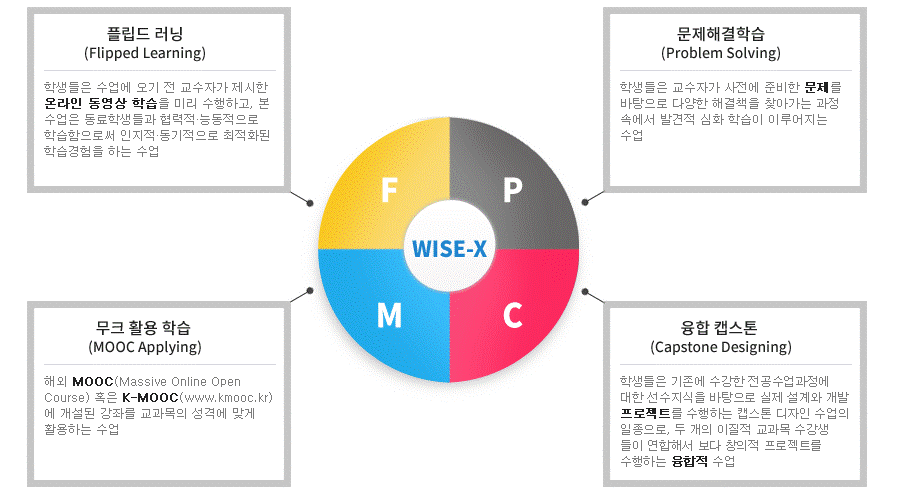 플립드 러닝
(Flipped Learning)
학생들은 수업에 오기 전 교수자가 제시한
온라인 동영상 학습을 미리 수행하고, 본
수업은 동료학생들과 협력적·능동적으로
학습함으로써 인지적·동기적으로 최적화된
학습경험을 하는 수업
문제해결학습
(Problem Solving)
학생들은 교수자가 사전에 준비한 문제를
바탕으로 다양한 해결책을 찾아가는 과정
속에서 발견적 심화 학습이 이루어지는
수업
F
P
WISE-X
M
C
무크 활용 학습
(MOOC Applying)
해외 MOOC(Massive Online Open
Course) 혹은 K-MOOC(www.kmooc.kr)
에 개설된 강좌를 교과목의 성격에 맞게
활용하는 수업
융합 캡스톤
(Capstone Designing)
학생들은 기존에 수강한 전공수업과정에
대한 선수지식을 바탕으로 실제 설계와 개발
프로젝트를 수행하는 캡스톤 디자인 수업의
일종으로, 두 개의 이질적 교과목 수강생
들이 연합해서 보다 창의적 프로젝트를
수행하는 융합적 수업